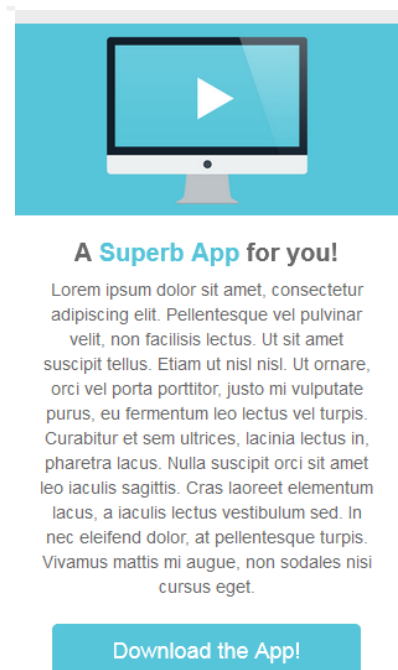 A Superb App for you!
Lorem ipsum dolor sit amet, consectetur
adipiscing elit. Pellentesque vel pulvinar
velit, non facilisis lectus. Ut sit amet
suscipit tellus. Etiam ut nisl nisl. Ut ornare,
orci vel porta porttitor, justo mi vulputate
purus, eu fermentum leo lectus vel turpis.
Curabitur et sem ultrices, lacinia lectus in,
pharetra lacus. Nulla suscipit orci sit amet
leo iaculis sagittis. Cras laoreet elementum
lacus, a iaculis lectus vestibulum sed. In
nec eleifend dolor, at pellentesque turpis.
Vivamus mattis mi augue, non sodales nisi
cursus eget.
Download the App!